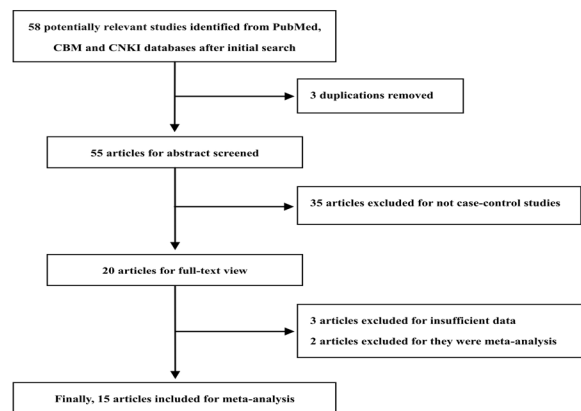 58 potentially relevant studies identified from PubMed,
CBM and CNKI databases after initial search
3 duplications removed
55 articles for abstract screened
35 articles excluded for not case-control studies
20 articles for full-text view
3 articles excluded for insufficient data
2 articles excluded for they were meta-analysis
Finally, 15 articles included for meta-analysis